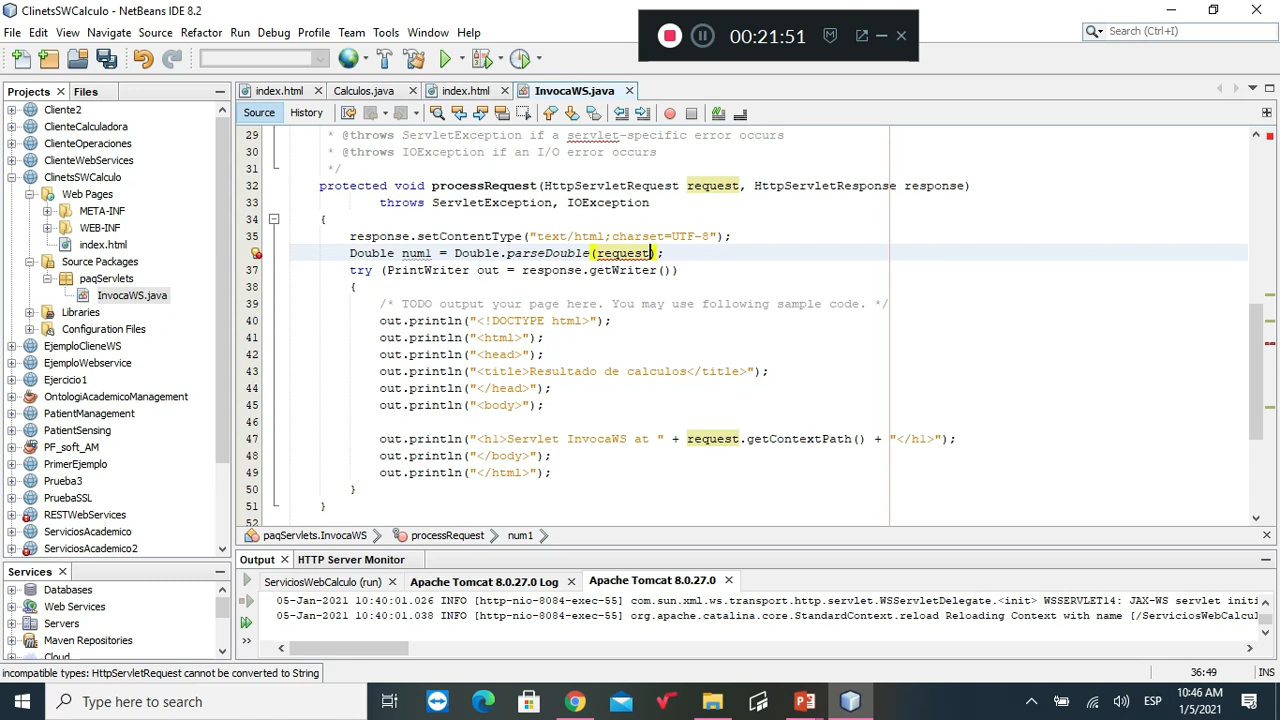 ClinetsSWCalculo - NetBeans IDE 8.2
00:21:51
File Edit View Navigate Source Refactor Run Debug Profile Team Tools Window Help
Search (Ctrl+I)
Projects Files
index.html Calculos.java index.html InvocaWS.java
Source History
Cliente2
ClienteCalculadora
ClienteOperaciones
ClienteWebServices
ClinetsSWCalculo
Web Pages
META-INF
WEB-INF
index.html
Source Packages
paqServlets
InvocaWS.java
Libraries
Configuration Files
EjemploClieneWS
EjemploWebservice
Ejercicio1
OntologiAcademicoManagement
PatientManagement
PatientSensing
PF_soft_AM
PrimerEjemplo
Prueba3
PruebaSSL
RESTWebServices
ServiciosAcademico
ServiciosAcademico2
29 * @throws ServletException if a servlet-specific error occurs
30 * @throws IOException if an I/O error occurs
31 */
32 protected void processRequest(HttpServletRequest request, HttpServletResponse response)
33 throws ServletException, IOException
34 {
35 response.setContentType("text/html;charset=UTF-8");
Double num1 = Double.parseDouble(request);
37 try (PrintWriter out = response.getWriter())
38 {
39 /* TODO output your page here. You may use following sample code. */
40 out.println("<!DOCTYPE html>");
41 out.println("<html>");
42 out.println("<head>");
43 out.println("<title>Resultado de calculos</title>");
44 out.println("</head>");
45 out.println("<body>");
46
47 out.println("<h1>Servlet InvocaWS at " + request.getContextPath() + "</h1>");
48 out.println("</body>");
49 out.println("</html>");
50 }
51 }
52
paqServlets.InvocaWS processRequest num1
Services
Databases
Web Services
Servers
Maven Repositories
Cloud
Output HTTP Server Monitor
ServiciosWebCalculo (run) Apache Tomcat 8.0.27.0 Log Apache Tomcat 8.0.27.0
05-Jan-2021 10:40:01.026 INFO [http-nio-8084-exec-55] com.sun.xml.ws.transport.http.servlet.WSServletDelegate.<init> WSSERVLET14: JAX-WS servlet initi
05-Jan-2021 10:40:01.038 INFO [http-nio-8084-exec-55] org.apache.catalina.core.StandardContext.reload Reloading Context with name [/ServiciosWebCalcul
incompatible types: HttpServletRequest cannot be converted to String
36:49 INS
Type here to search
ESP
10:46 AM
1/5/2021